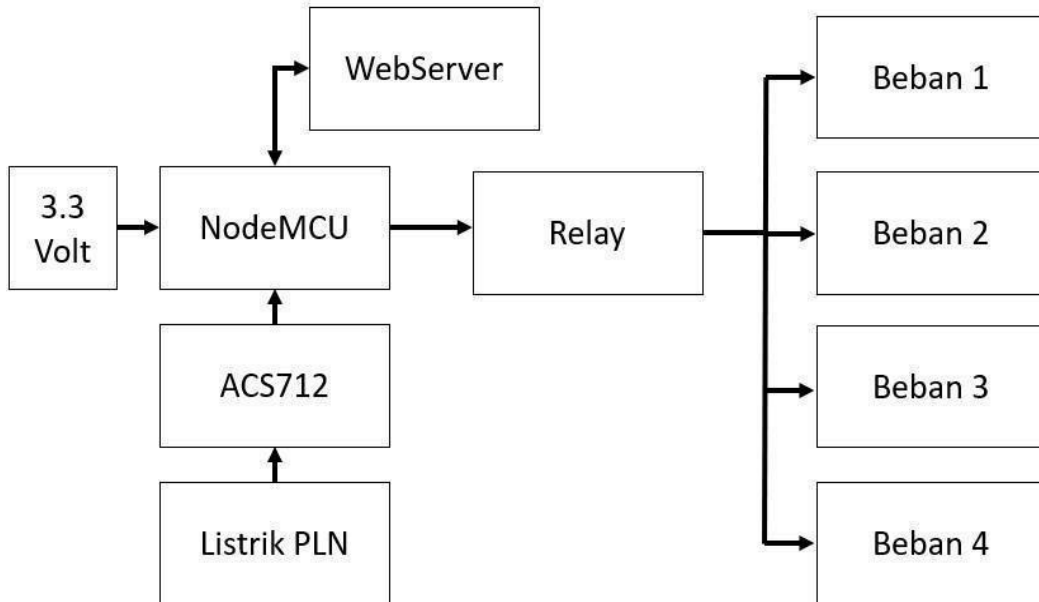 WebServer
Beban 1
3.3
Volt
NodeMCU
Relay
Beban 2
ACS712
Beban 3
Listrik PLN
Beban 4